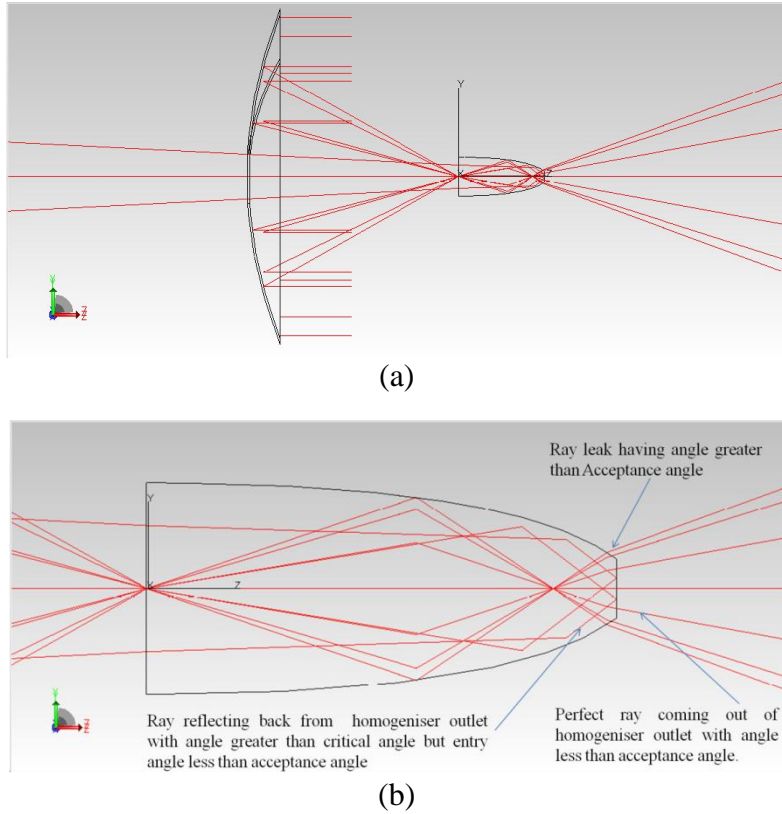 Y
X
Z
Y
Z
Z
(a)
Ray leak having angle greater
than Acceptance angle
Y
X
Z
Ray reflecting back from homogeniser outlet
with angle greater than critical angle but entry
angle less than acceptance angle
Perfect ray coming out of
homogeniser outlet with angle
less than acceptance angle.
Y
Z
(b)